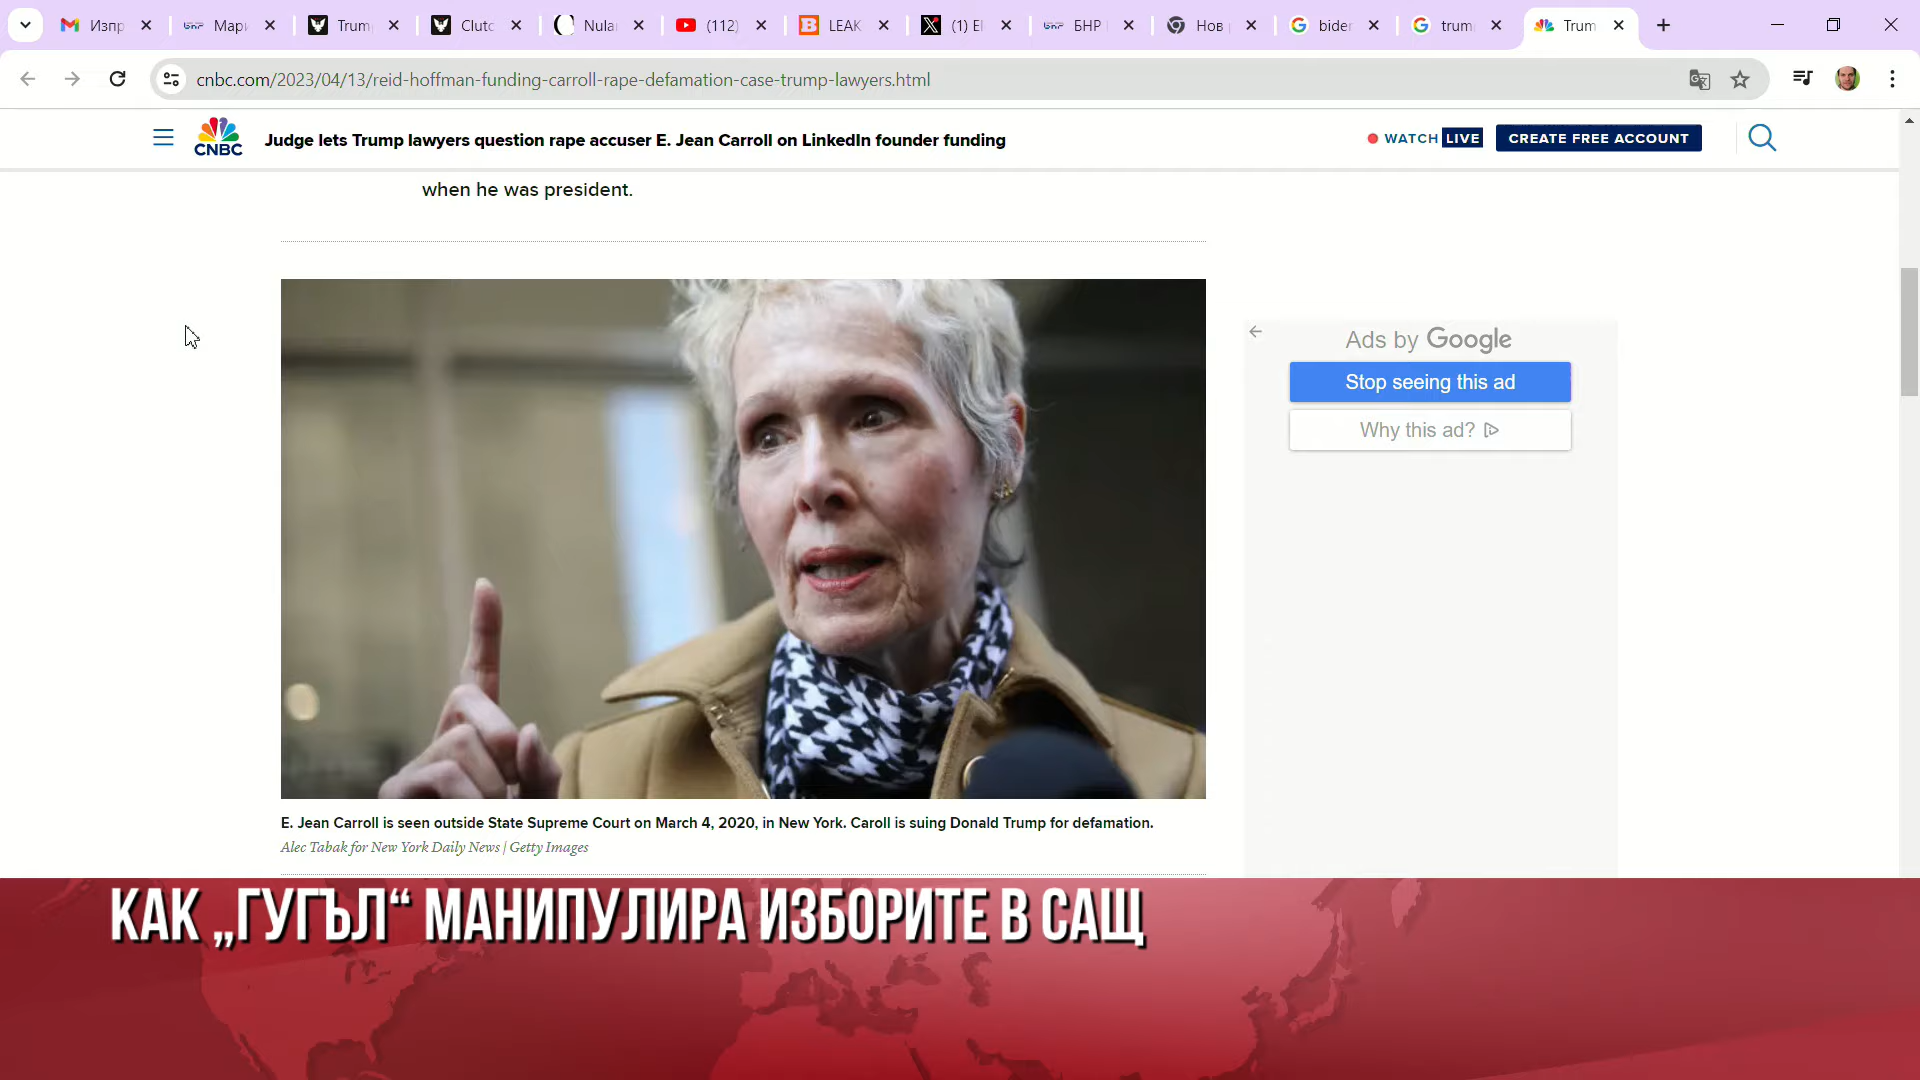 Изпр
Мари
Trum
Clutc
Nula
(112)
LEAK
(1) El
БНР
Нов
bider
trum
Trum
cnbc.com/2023/04/13/reid-hoffman-funding-carroll-rape-defamation-case-trump-lawyers.html
CNBC
Judge lets Trump lawyers question rape accuser E. Jean Carroll on LinkedIn founder funding
WATCH LIVE
CREATE FREE ACCOUNT
when he was president.
Ads by Google
Stop seeing this ad
Why this ad?
E. Jean Carroll is seen outside State Supreme Court on March 4, 2020, in New York. Caroll is suing Donald Trump for defamation.
Alec Tabak for New York Daily News | Getty Images
КАК „ГУГЪЛ“ МАНИПУЛИРА ИЗБОРИТЕ В САЩ